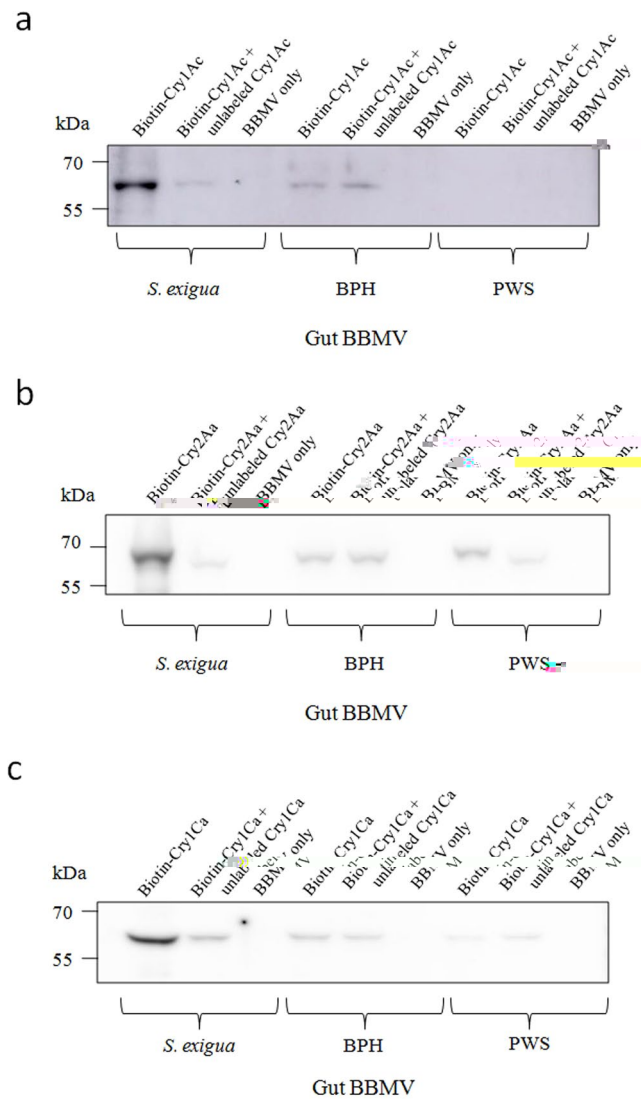 a
Biotin-Cry1Ac
Biotin-Cry1Ac +
unlabeled Cry1Ac
BBMV only
Biotin-Cry1Ac
Biotin-Cry1Ac +
unlabeled Cry1Ac
BBMV only
Biotin-Cry1Ac
Biotin-Cry1Ac +
unlabeled Cry1Ac
BBMV only
kDa
70
55
S. exigua
BPH
PWS
Gut BBMV
b
Biotin-Cry2Aa
Biotin-Cry2Aa +
unlabeled Cry2Aa
BBMV only
Biotin-Cry2Aa
Cry2Aa
kDa
70
55
S. exigua
BPH
PWS
Gut BBMV
c
Biotin-Cry1Ca
Biotin-Cry1Ca +
unlabeled Cry1Ca
BBMV only
Biotin-Cry1Ca
Biotin-Cry1Ca +
unlabeled Cry1Ca
BBMV only
Biotin-Cry1Ca
Biotin-Cry1Ca +
unlabeled Cry1Ca
BBMV only
kDa
70
55
S. exigua
BPH
PWS
Gut BBMV